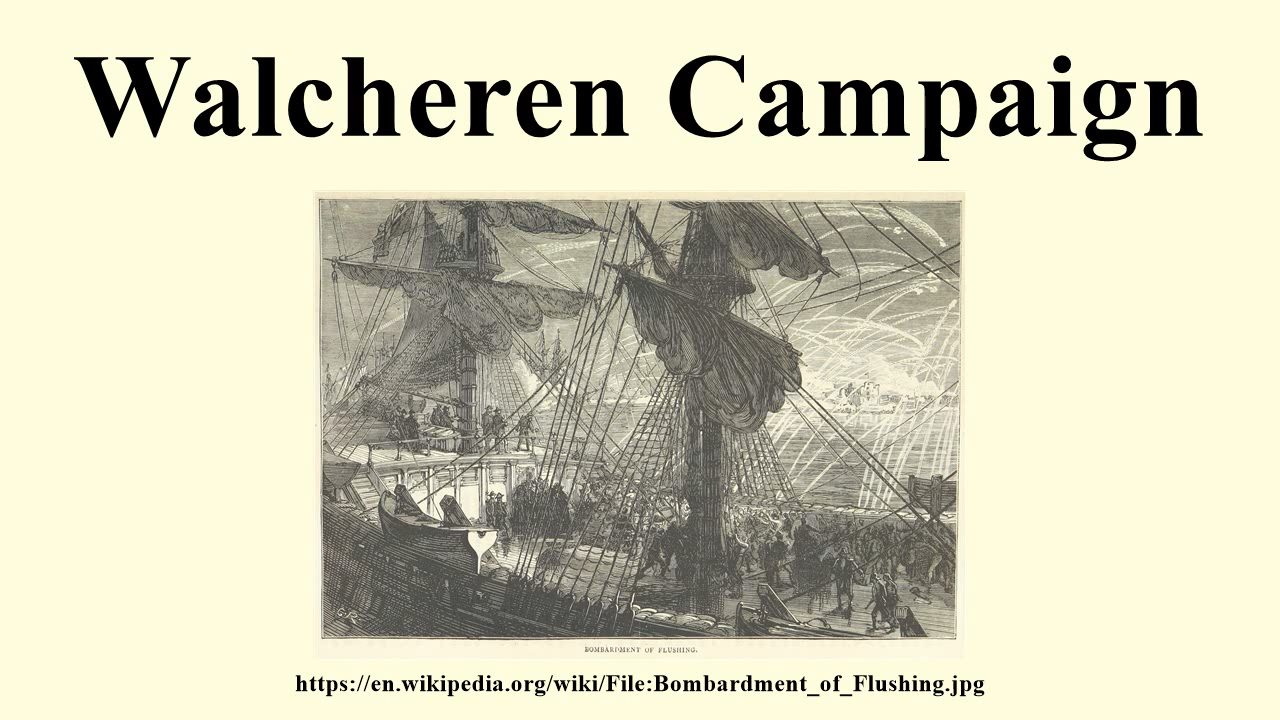 Walcheren Campaign
BOMBARDMENT OF FLUSHING.
https://en.wikipedia.org/wiki/File:Bombardment_of_Flushing.jpg